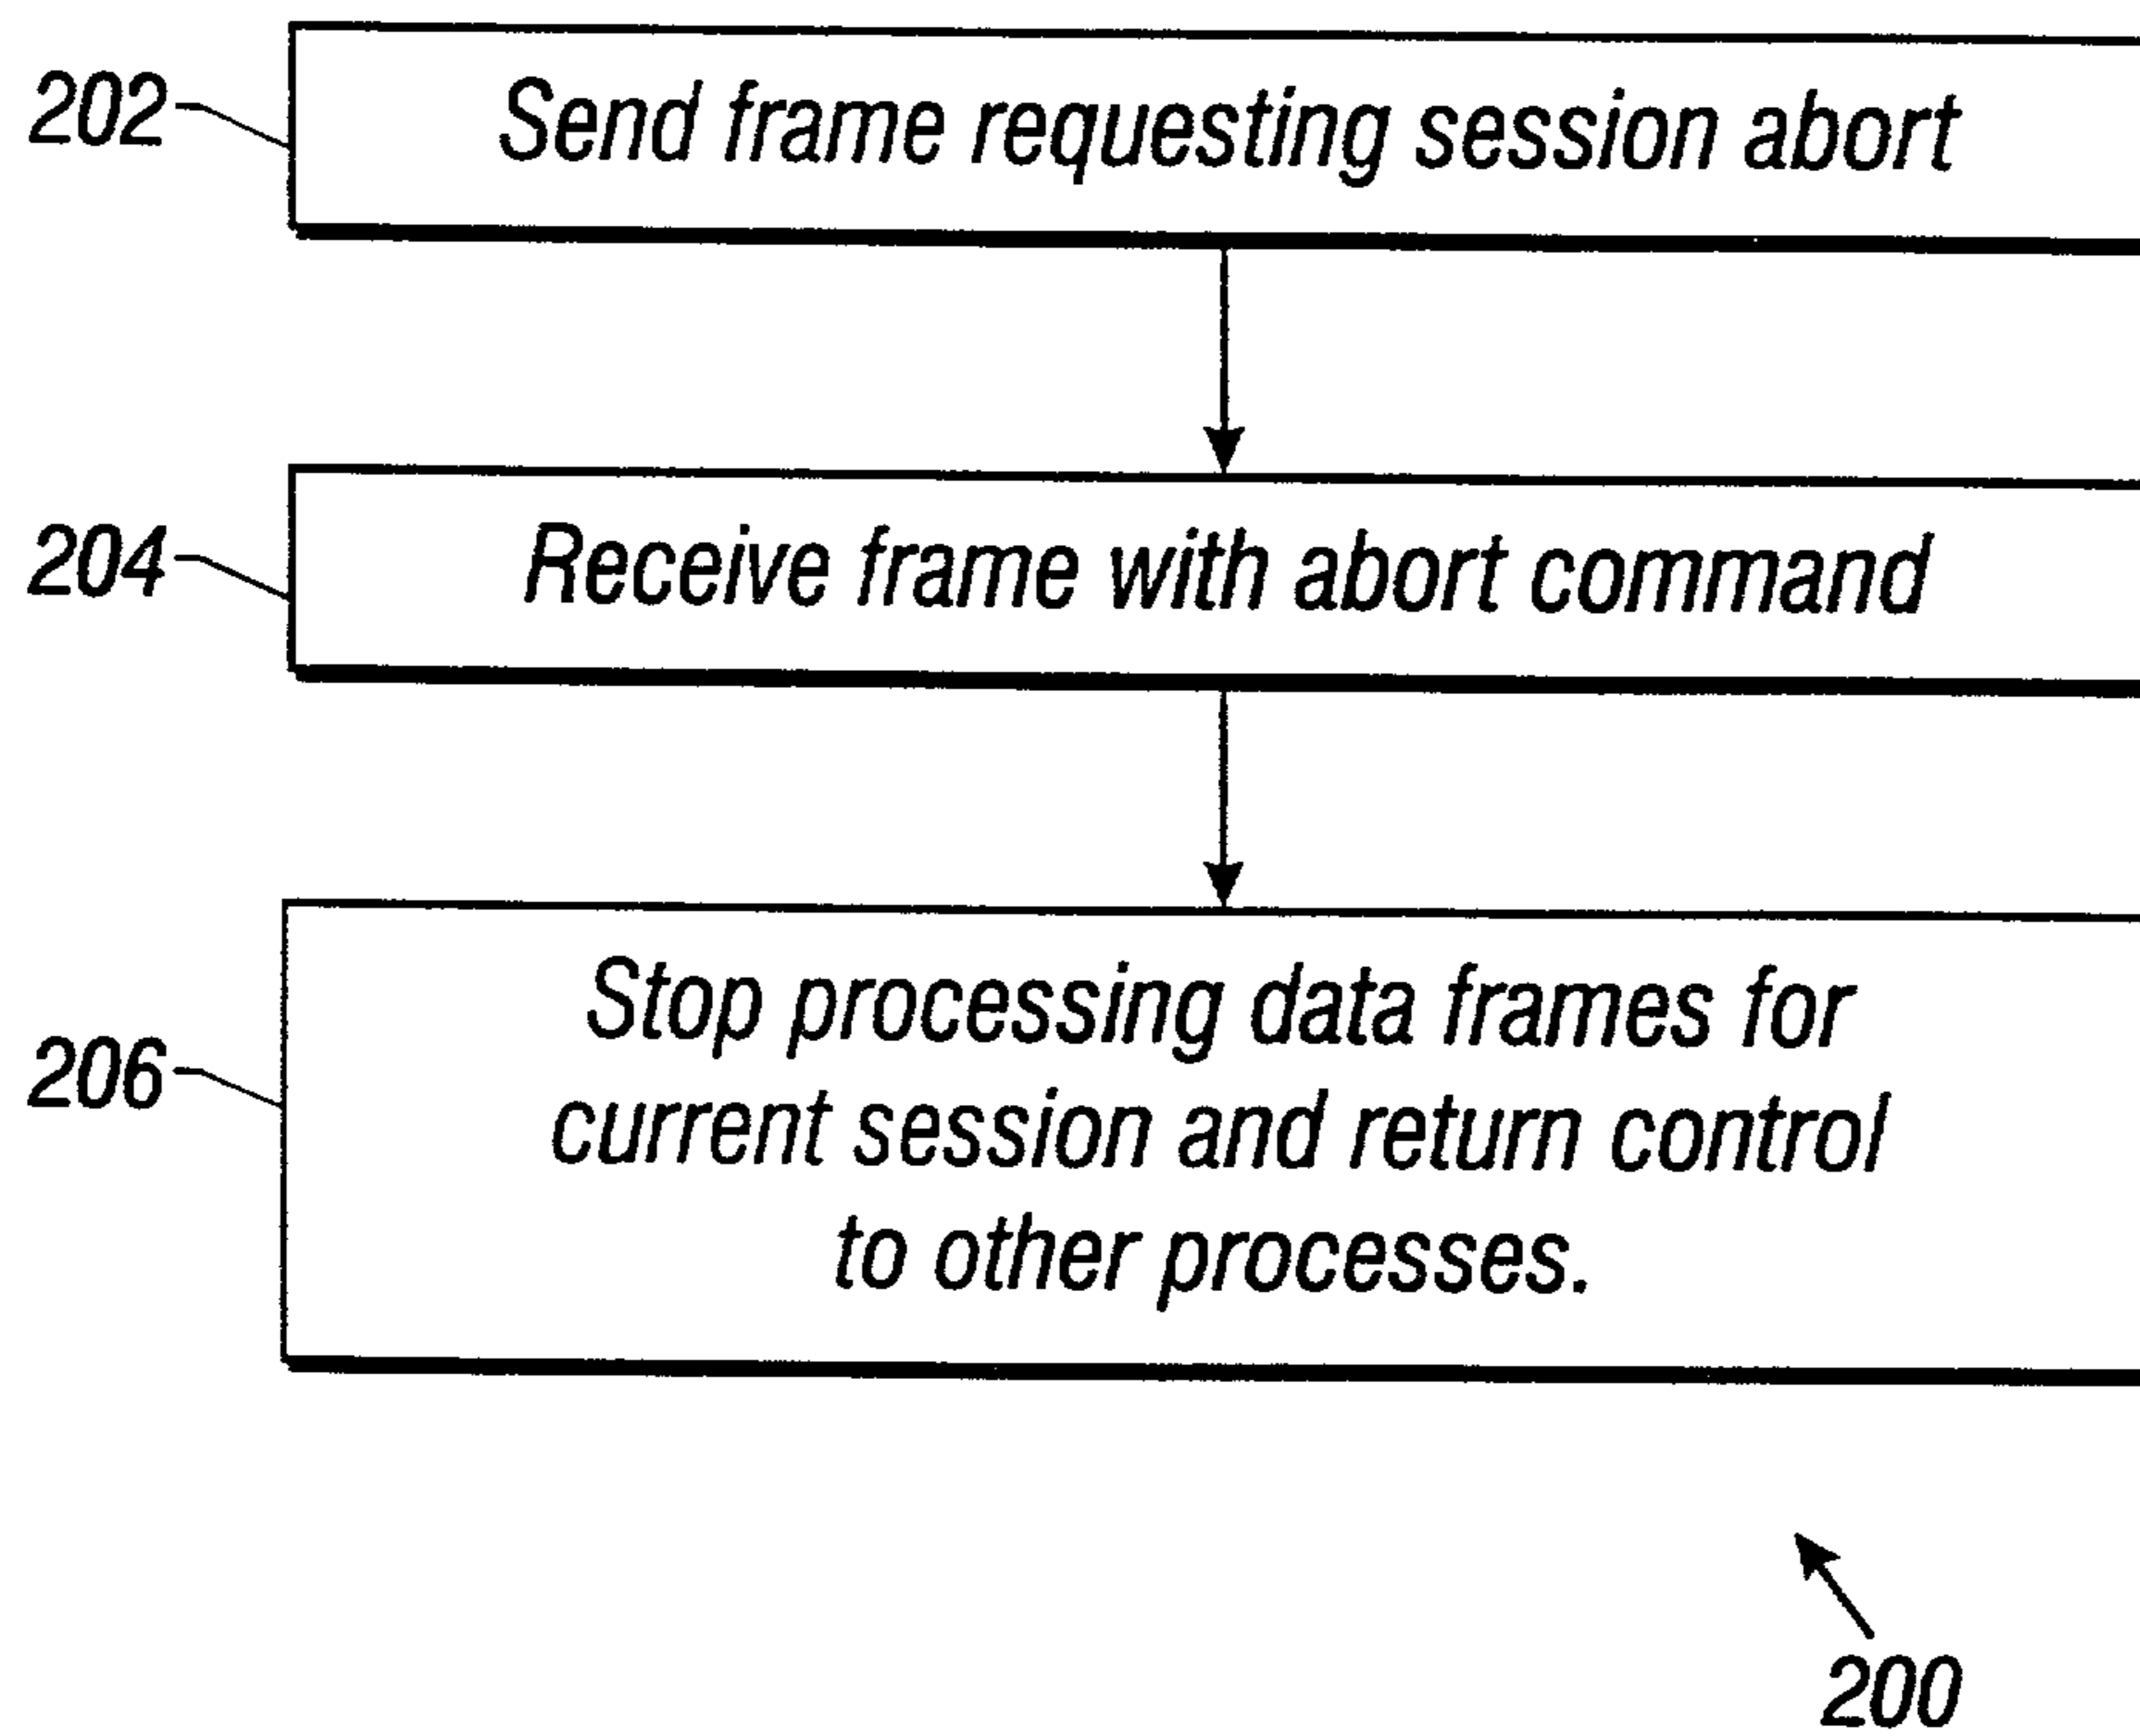 202
Send frame requesting session abort
204
Receive frame with abort command
206
Stop processing data frames for
current session and return control
to other processes.
200